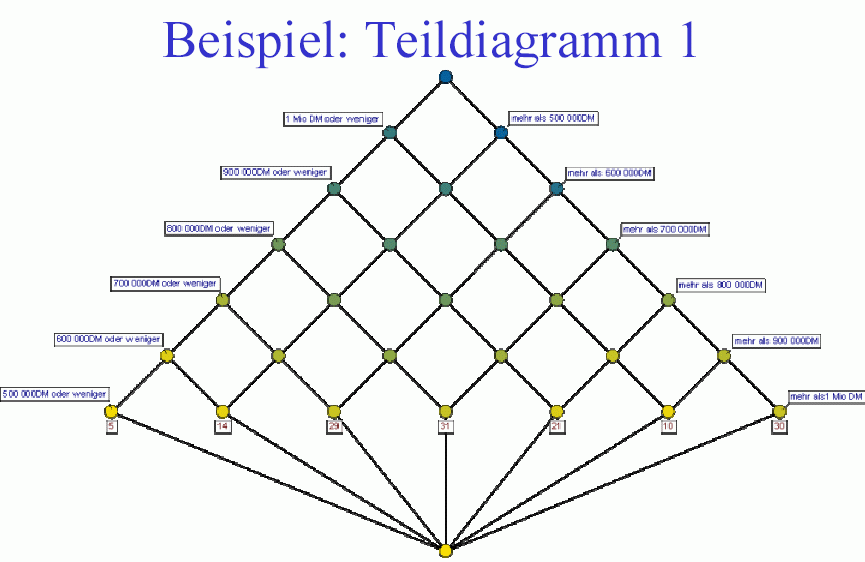 Beispiel: Teildiagramm 1
1 Mio DM oder weniger
mehr als 500 000DM
900 000DM oder weniger
mehr als 600 000DM
800 000DM oder weniger
mehr als 700 000DM
700 000DM oder weniger
mehr als 800 000DM
600 000DM oder weniger
mehr als 900 000DM
500 000DM oder weniger
mehr als1 Mio DM
5
14
29
31
21
10
30